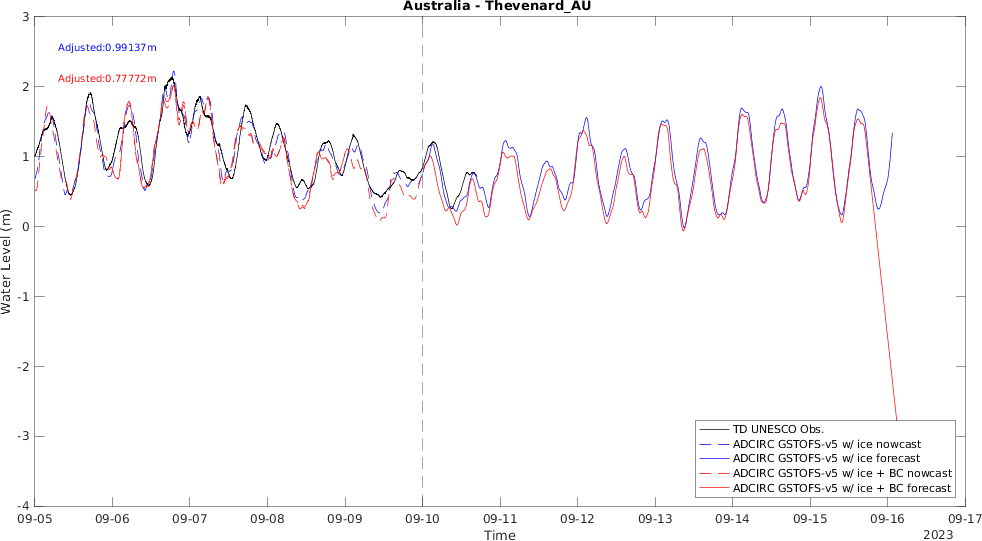 Australia - Thevenard_AU
3
2
1
0
-1
-2
-3
-4
Water Level (m)
Adjusted:0.99137m
Adjusted:0.77772m
TD UNESCO Obs.
ADCIRC GSTOFS-v5 w/ ice nowcast
ADCIRC GSTOFS-v5 w/ ice forecast
ADCIRC GSTOFS-v5 w/ ice + BC nowcast
ADCIRC GSTOFS-v5 w/ ice + BC forecast
09-05 09-06 09-07 09-08 09-09 09-10 09-11 09-12 09-13 09-14 09-15 09-16 09-17
Time
2023